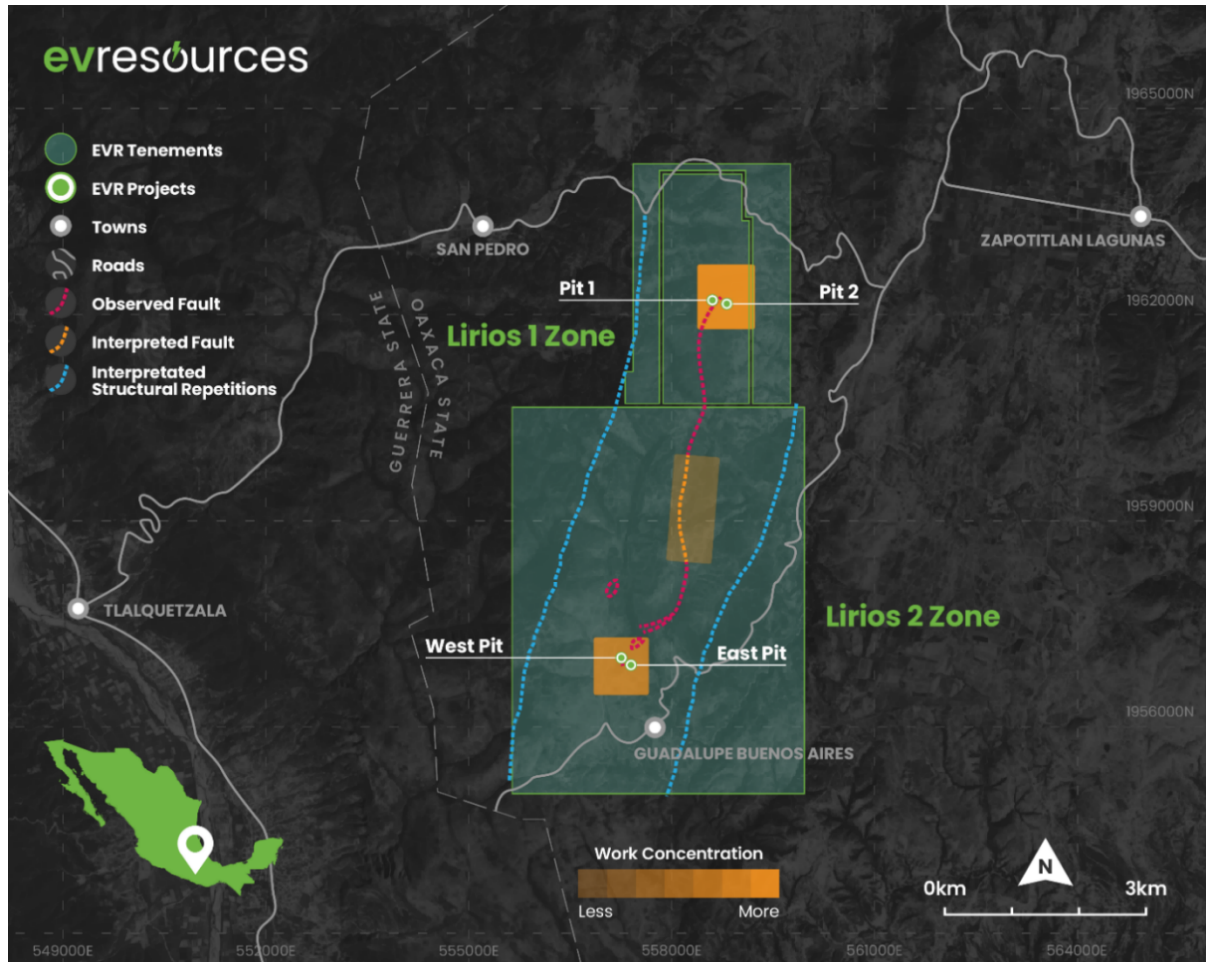 evresources
EVR Tenements
EVR Projects
Towns
Roads
Observed Fault
Interpreted Fault
Interpretated
Structural Repetitions
1965000N
SAN PEDRO
ZAPOTITLAN LAGUNAS
Pit 1
Pit 2
1962000N
Lirios 1 Zone
GUERRERA STATE
OAXACA STATE
1959000N
TLALQUETZALA
Lirios 2 Zone
West Pit
East Pit
1956000N
GUADALUPE BUENOS AIRES
Work Concentration
Less
More
N
0km
3km
549000E
552000E
555000E
558000E
561000E
564000E